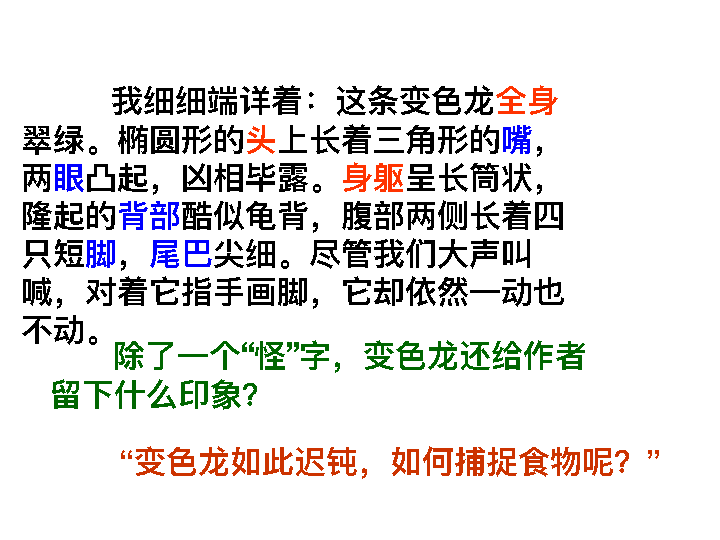 我细细端详着：这条变色龙全身
翠绿。椭圆形的头上长着三角形的嘴，
两眼凸起，凶相毕露。身躯呈长筒状，
隆起的背部酷似龟背，腹部两侧长着四
只短脚，尾巴尖细。尽管我们大声叫
喊，对着它指手画脚，它却依然一动也
不动。
除了一个“怪”字，变色龙还给作者
留下什么印象？
“变色龙如此迟钝，如何捕捉食物呢？”